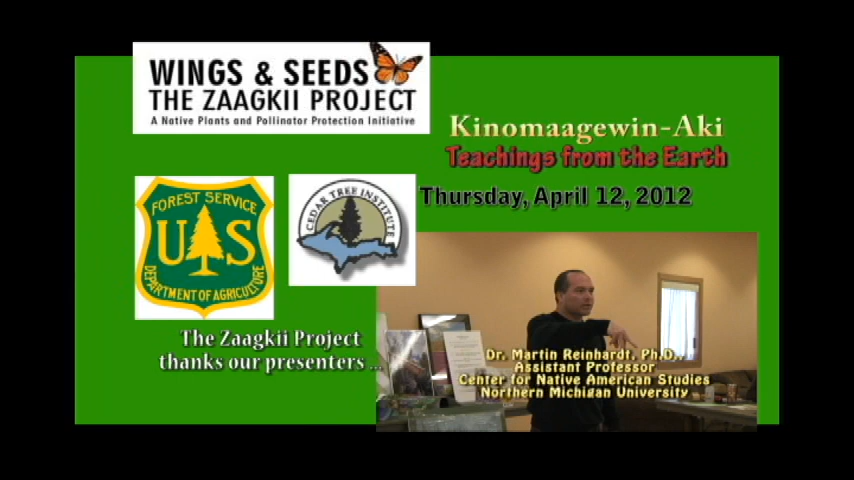 WINGS & SEEDS
THE ZAAGKII PROJECT
A Native Plants and Pollinator Protection Initiative
Kinomaagewin-Aki
Teachings from the Earth
Thursday, April 12, 2012
FOREST SERVICE
U S
DEPARTMENT OF AGRICULTURE
CEDAR TREE INSTITUTE
The Zaagkii Project
thanks our presenters ...
Dr. Martin Reinhardt, Ph.D.,
Assistant Professor
Center for Native American Studies
Northern Michigan University